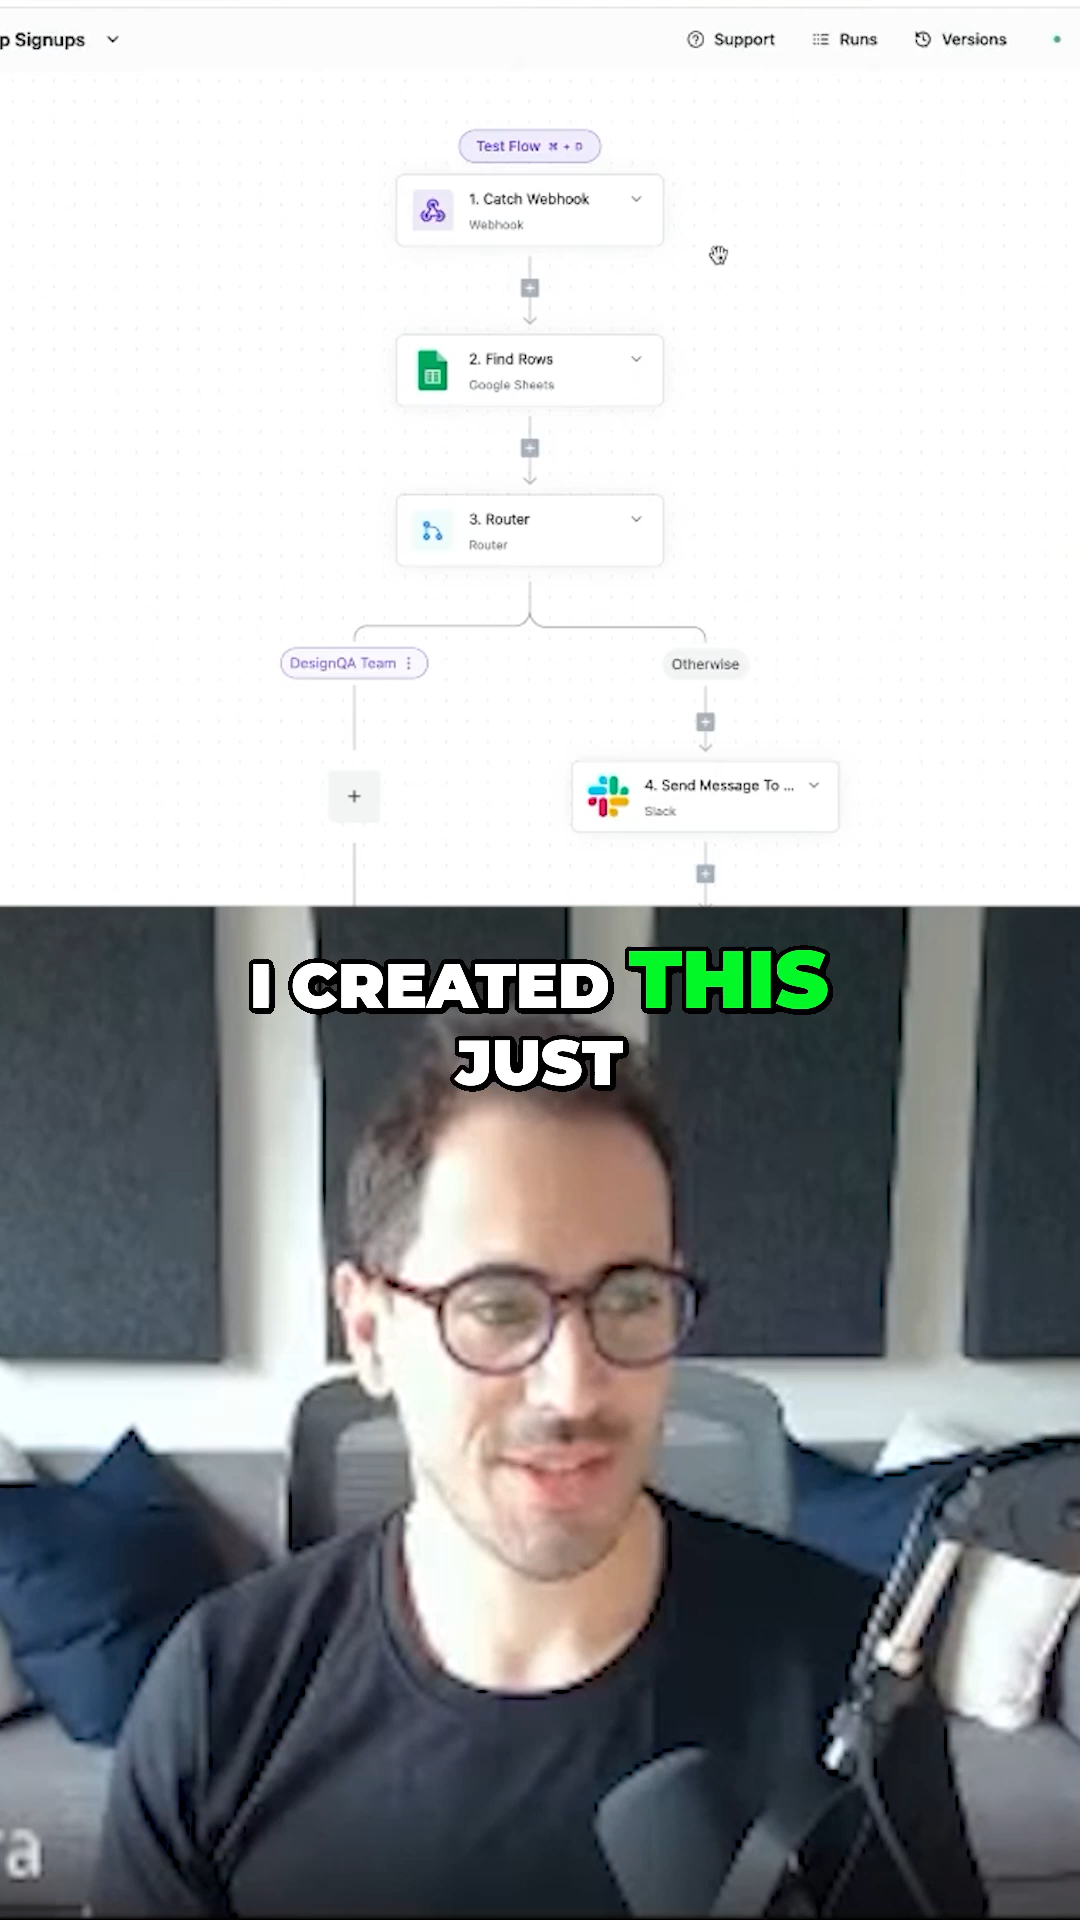 p Signups
Support
Runs
Versions
Test Flow ⌘ + D
1. Catch Webhook
Webhook
2. Find Rows
Google Sheets
3. Router
Router
DesignQA Team
Otherwise
4. Send Message To ...
Slack
I CREATED THIS
JUST
ra